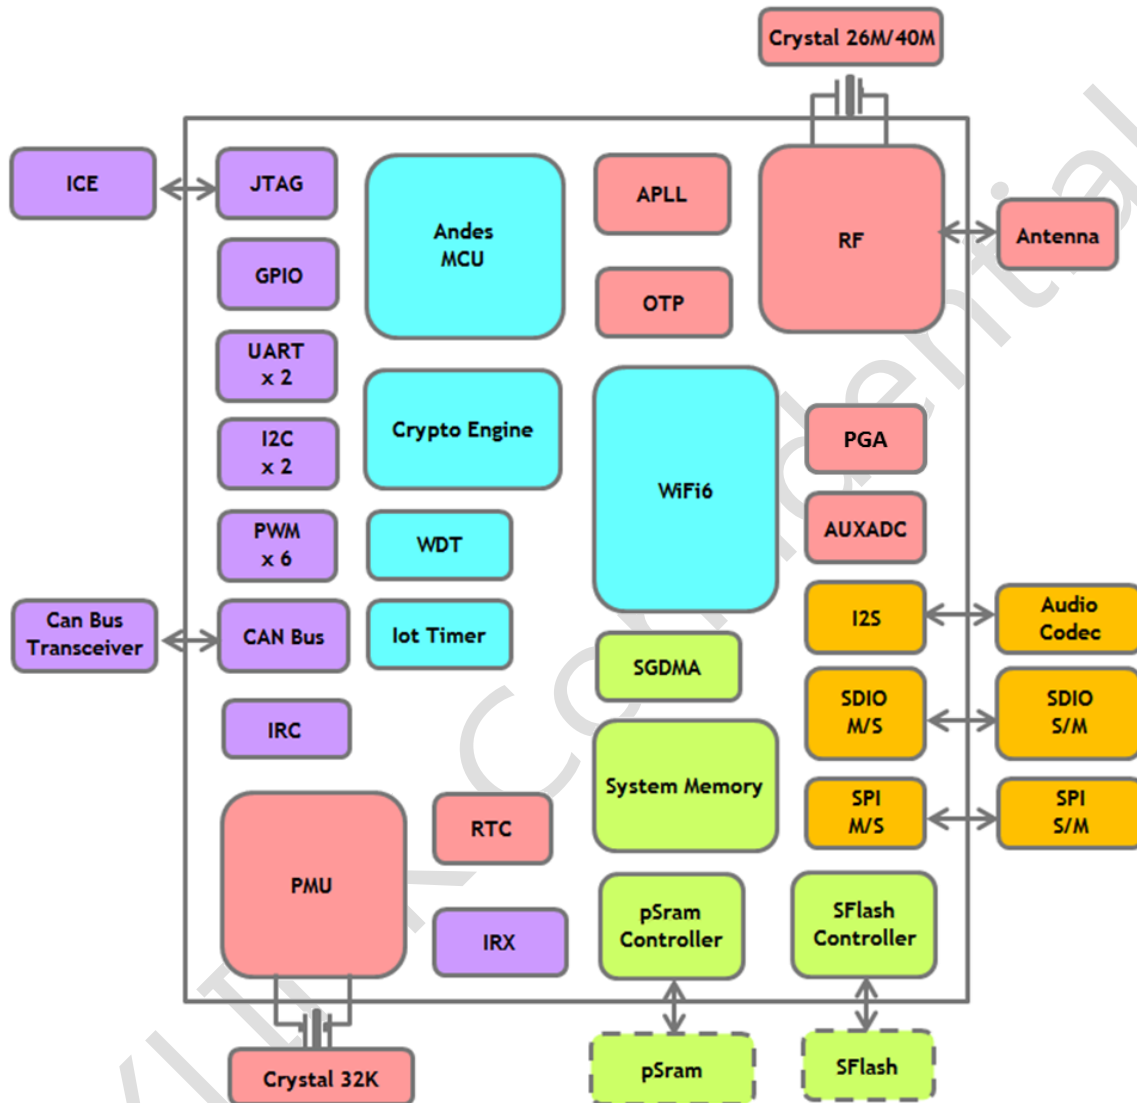 Crystal 26M/40M
ICE
JTAG
Andes
MCU
APLL
RF
Antenna
GPIO
OTP
UART
x 2
Crypto Engine
WiFi6
PGA
I2C
x 2
PWM
x 6
WDT
AUXADC
Can Bus
Transceiver
CAN Bus
Iot Timer
I2S
Audio
Codec
SGDMA
IRC
SDIO
M/S
SDIO
S/M
System Memory
SPI
M/S
SPI
S/M
PMU
RTC
IRX
pSram
Controller
SFlash
Controller
Crystal 32K
pSram
SFlash